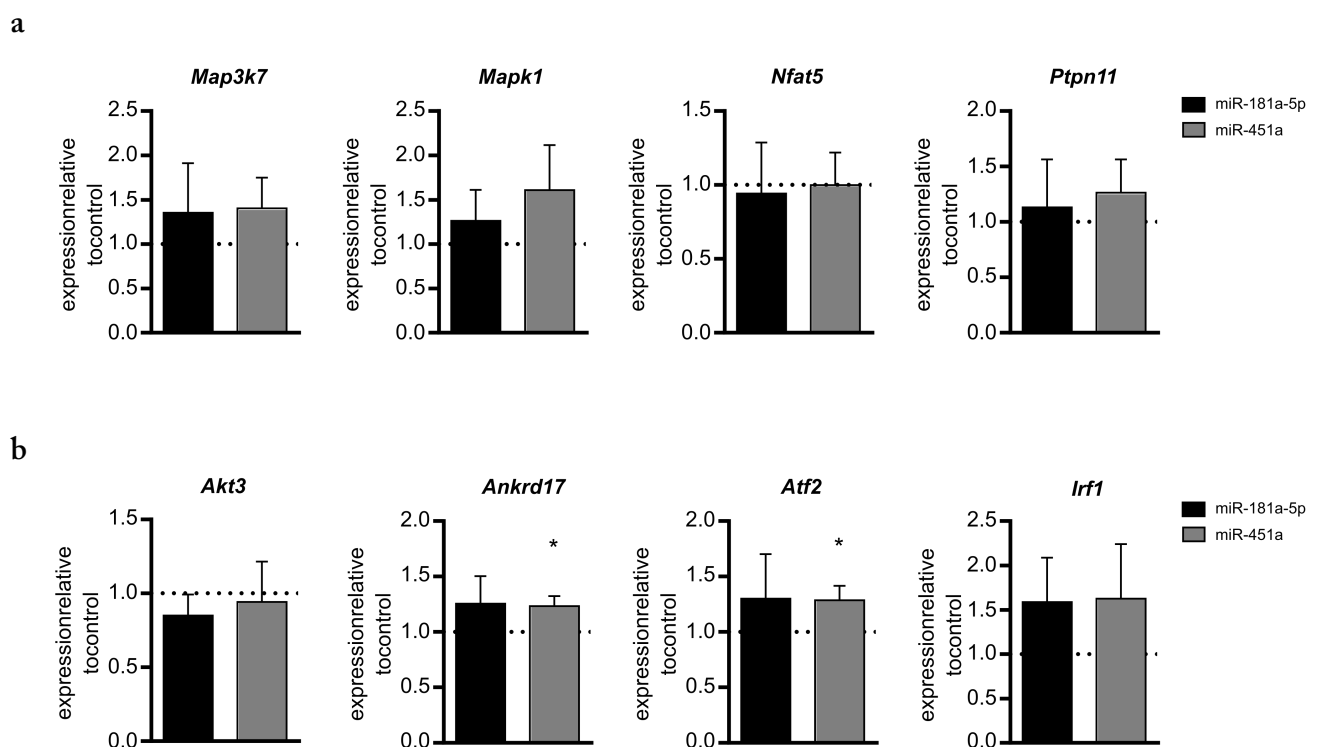 a
Map3k7
Mapk1
Nfat5
Ptpn11
miR-181a-5p
miR-451a
expressionrelative
tocontrol
2.5
2.0
1.5
1.0
0.5
0.0
expressionrelative
tocontrol
2.5
2.0
1.5
1.0
0.5
0.0
expressionrelative
tocontrol
1.5
1.0
0.5
0.0
expressionrelative
tocontrol
2.0
1.5
1.0
0.5
0.0
b
Akt3
Ankrd17
Atf2
Irf1
miR-181a-5p
miR-451a
expressionrelative
tocontrol
1.5
1.0
0.5
0.0
expressionrelative
tocontrol
2.0
1.5
1.0
0.5
0.0
*
expressionrelative
tocontrol
2.0
1.5
1.0
0.5
0.0
*
expressionrelative
tocontrol
2.5
2.0
1.5
1.0
0.5
0.0